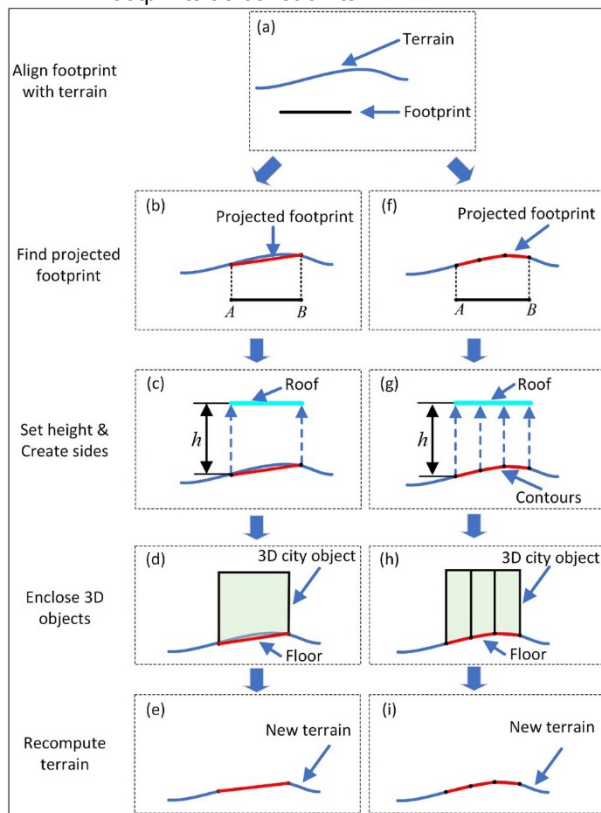 (a)
Terrain
Align footprint
with terrain
Footprint
(b)
Projected footprint
(f)
Projected footprint
Find projected
footprint
A
B
A
B
(c)
Roof
(g)
Roof
Set height &
Create sides
h
h
Contours
(d)
3D city object
(h)
3D city object
Enclose 3D
objects
Floor
Floor
(e)
New terrain
(i)
New terrain
Recompute
terrain